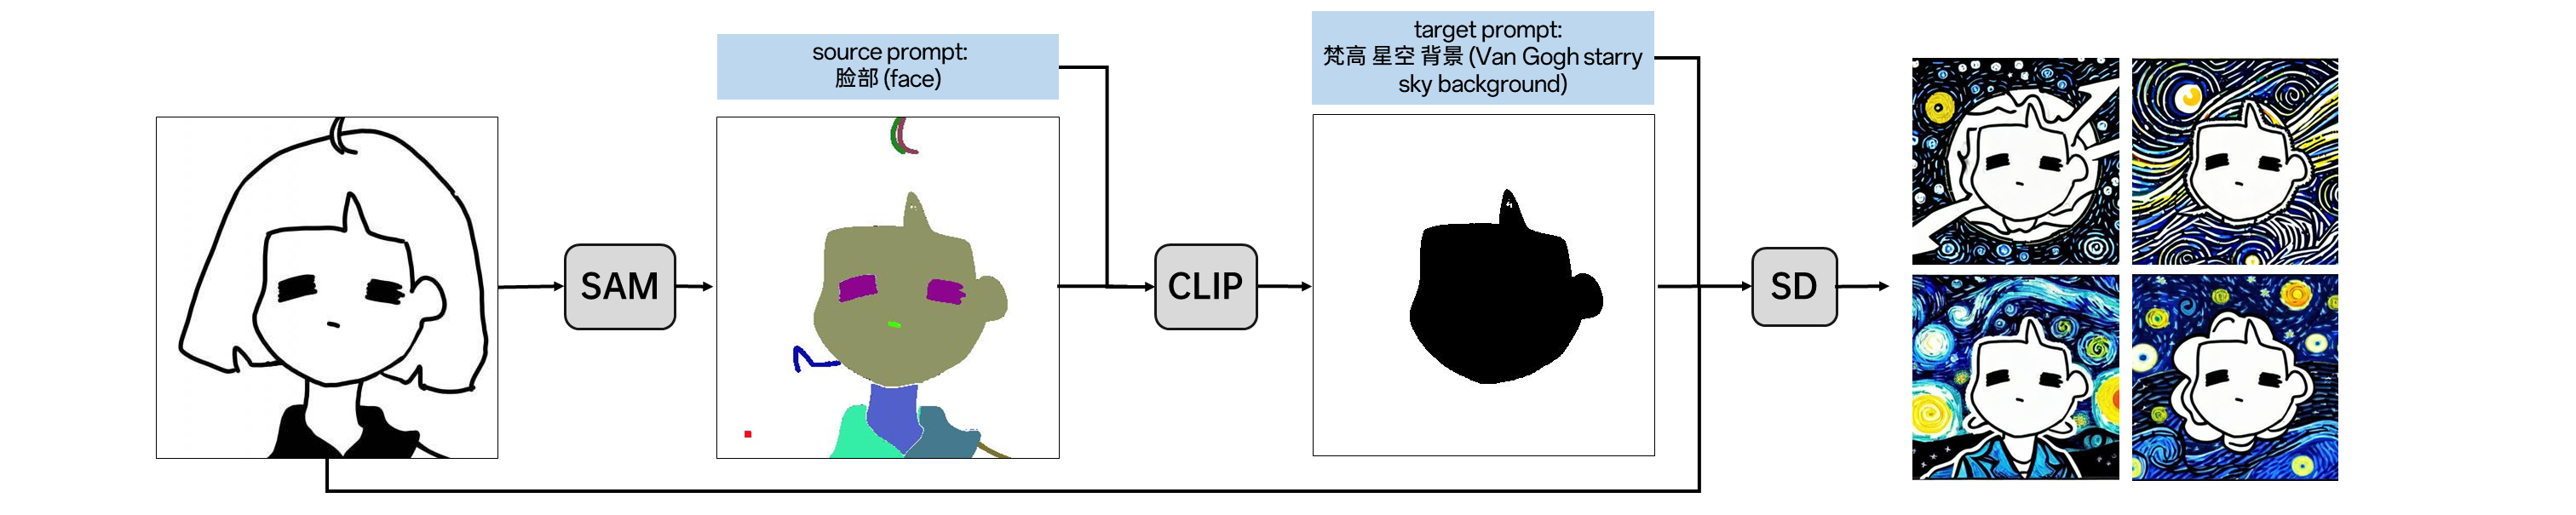 source prompt:
脸部 (face)
target prompt:
梵高 星空 背景 (Van Gogh starry
sky background)
SAM
CLIP
SD